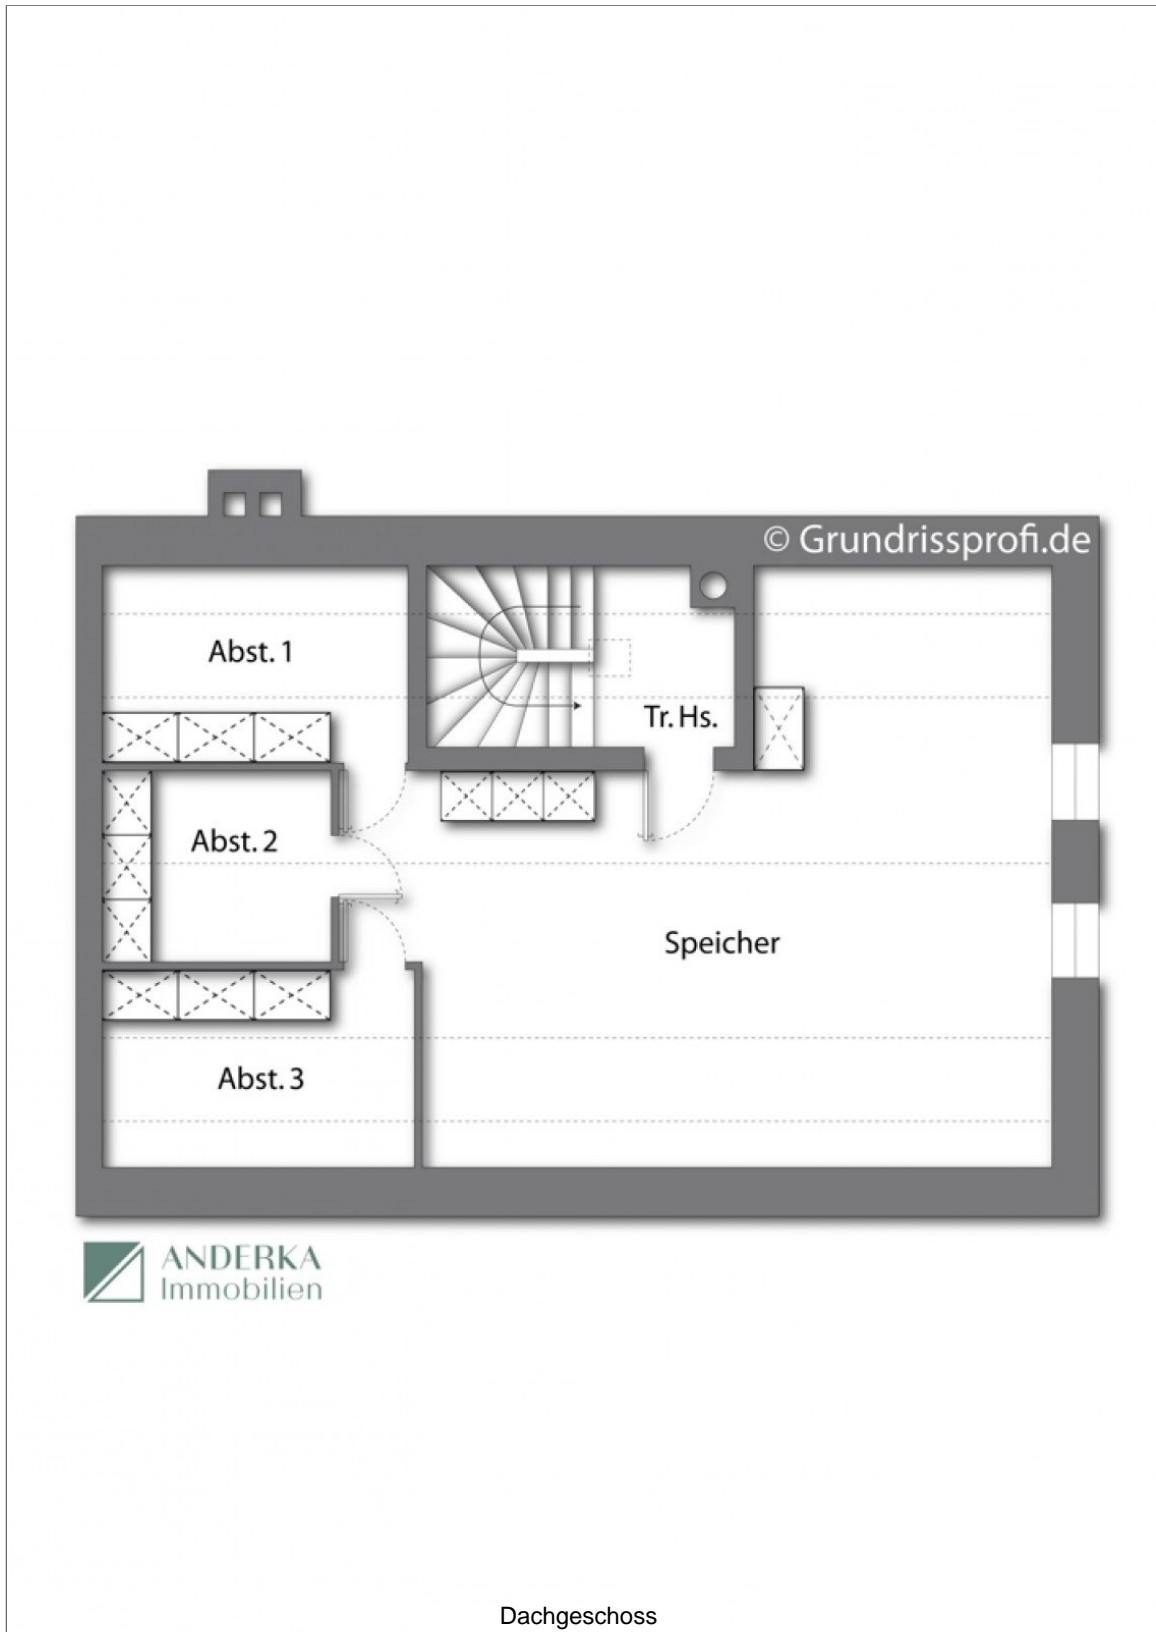 © Grundrissprofi.de
Abst. 1
Tr. Hs.
Abst. 2
Speicher
Abst. 3
ANDERKA
Immobilien
Dachgeschoss